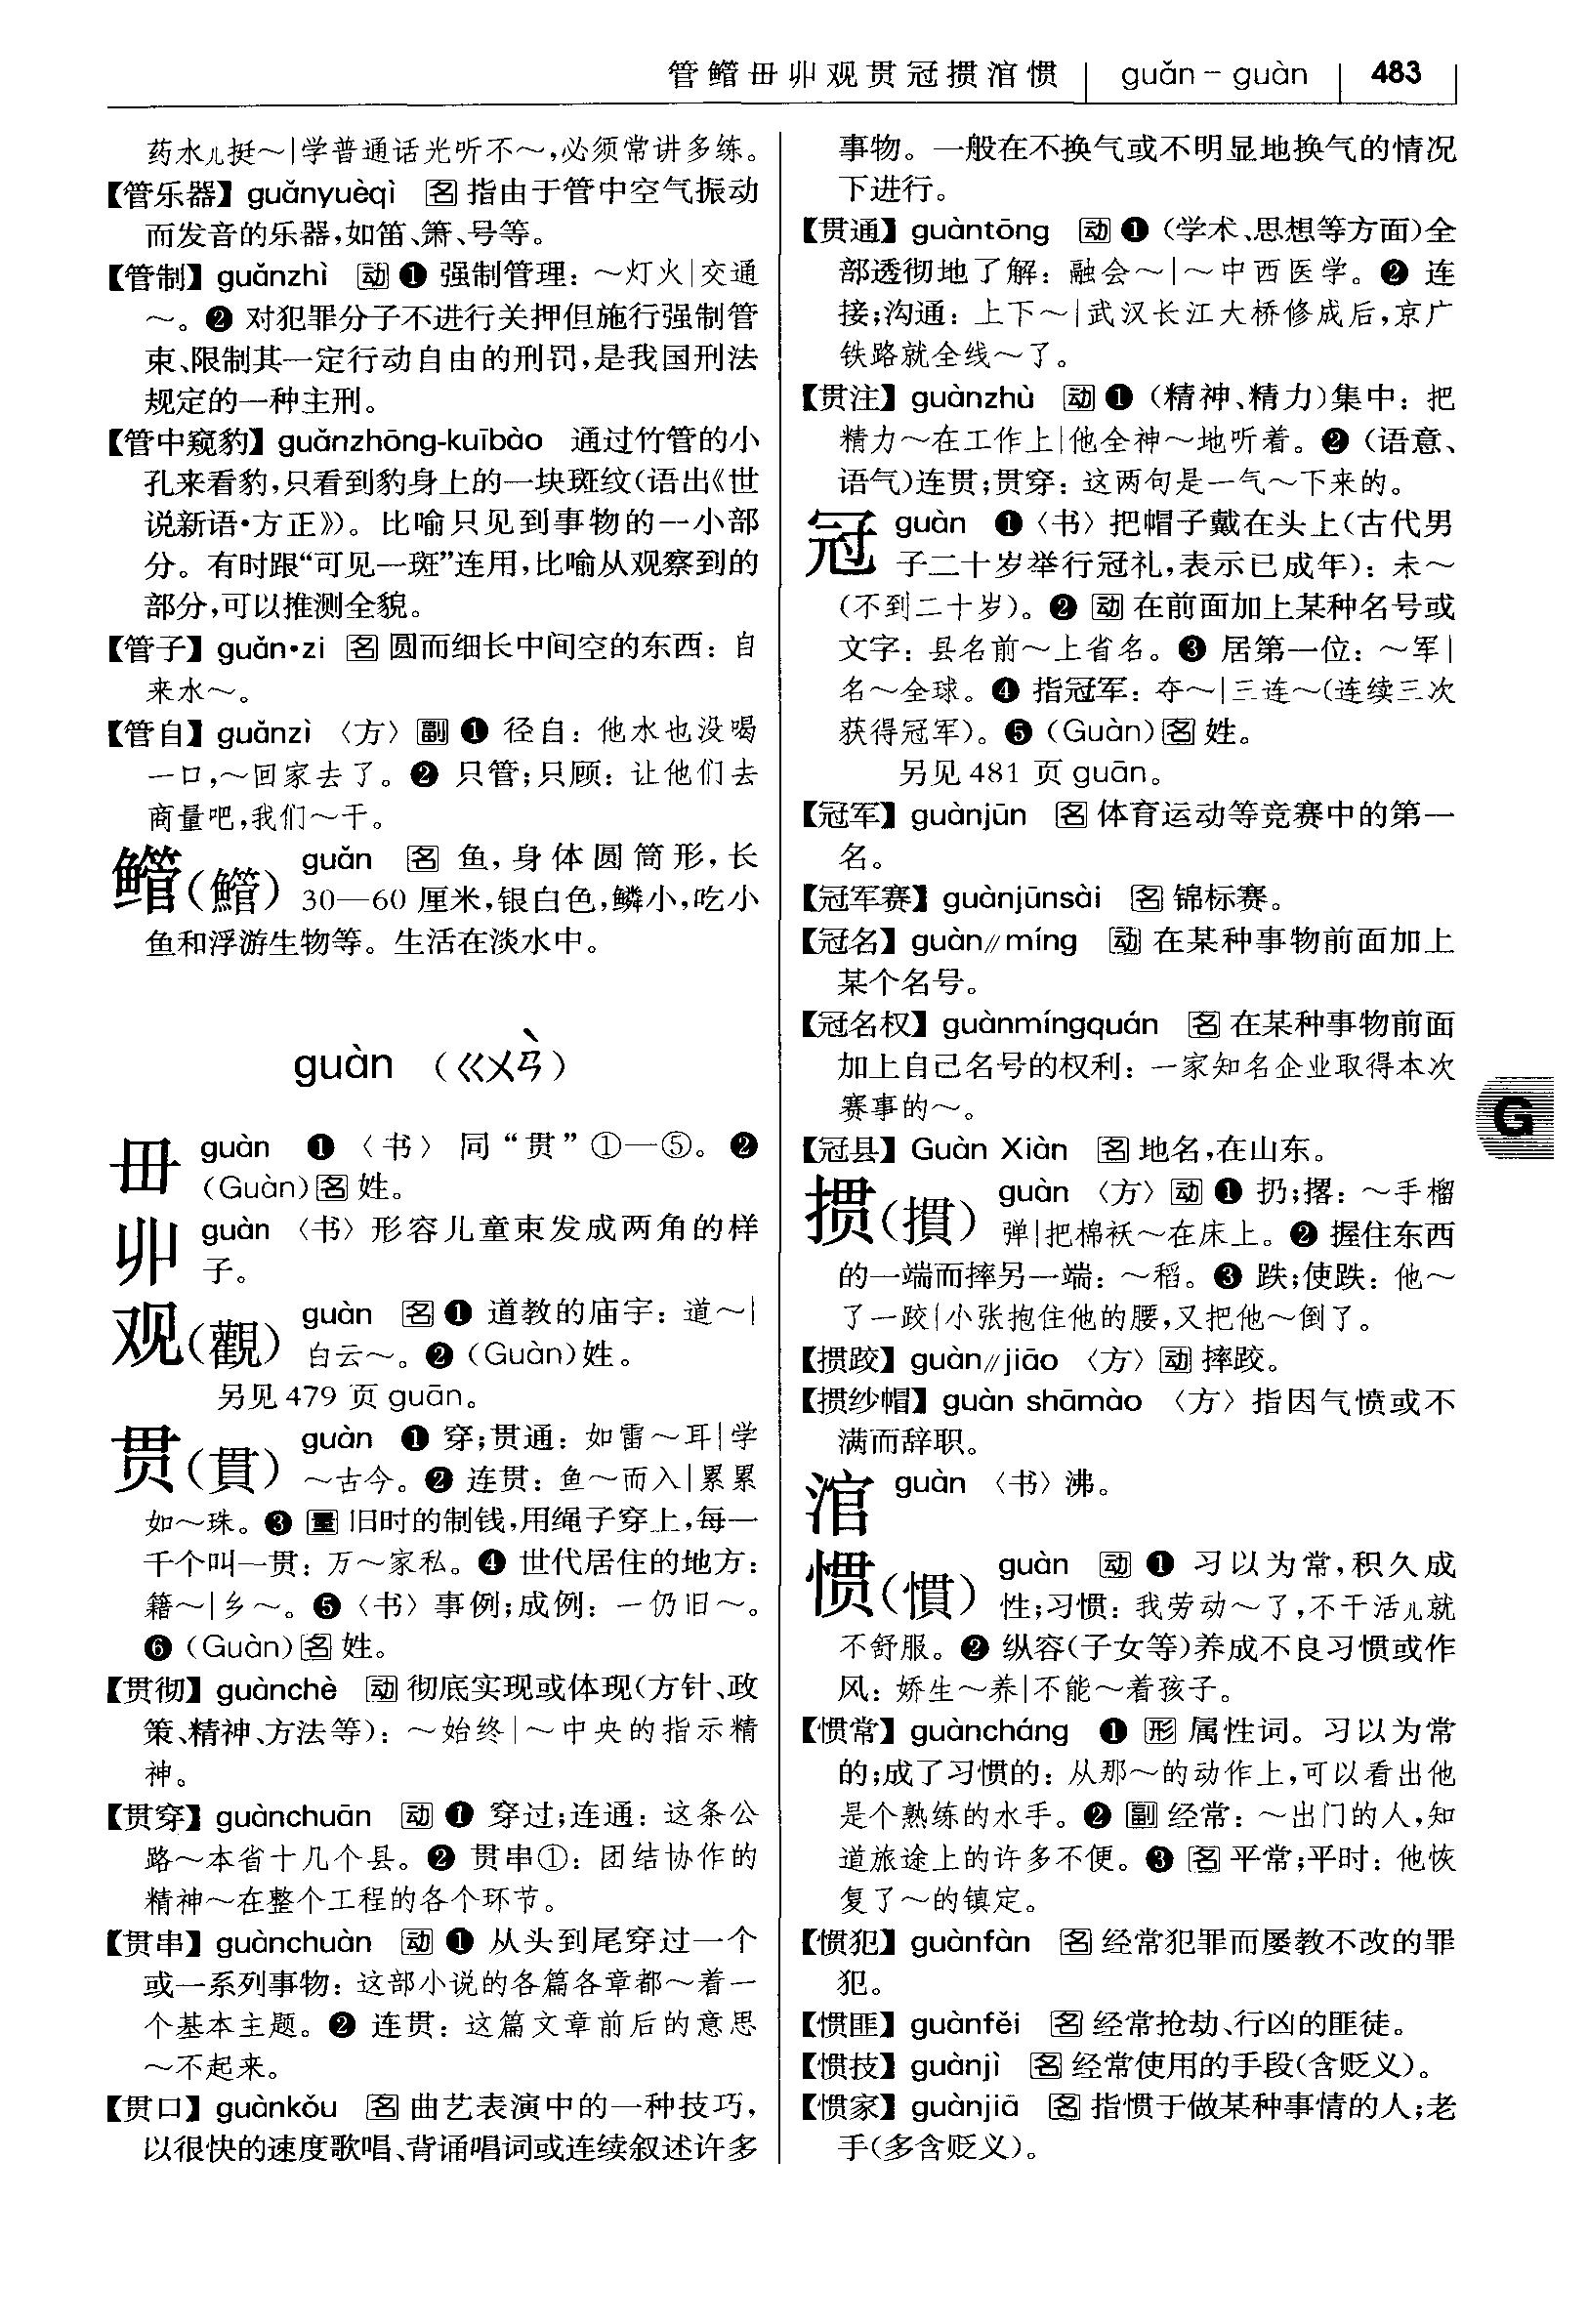 管鳤毌丱观贯冠掼涫惯 guǎn－guàn 483
药水儿挺～|学普通话光听不～,必须常讲多练。
【管乐器】guǎnyuèqì 名 指由于管中空气振动
而发音的乐器,如笛、箫、号等。
【管制】guǎnzhì 动 ❶ 强制管理：～灯火|交通
～。❷ 对犯罪分子不进行关押但施行强制管
束、限制其一定行动自由的刑罚,是我国刑法
规定的一种主刑。
【管中窥豹】guǎnzhōng-kuībào 通过竹管的小
孔来看豹,只看到豹身上的一块斑纹(语出《世
说新语·方正》)。比喻只见到事物的一小部
分。有时跟“可见一斑”连用,比喻从观察到的
部分,可以推测全貌。
【管子】guǎn·zi 名 圆而细长中间空的东西：自
来水～。
【管自】guǎnzì 〈方〉副 ❶ 径自：他水也没喝
一口,～回家去了。❷ 只管;只顾：让他们去
商量吧,我们～干。
鳤(鱹) guǎn 名 鱼,身体圆筒形,长
30—60 厘米,银白色,鳞小,吃小
鱼和浮游生物等。生活在淡水中。
guàn （ㄍㄨㄢˋ）
毌 guàn ❶〈书〉同“贯”①—⑤。❷
(Guàn) 名 姓。
丱 guàn 〈书〉形容儿童束发成两角的样
子。
观(觀) guàn 名 ❶ 道教的庙宇：道～|
白云～。❷ (Guàn)姓。
另见 479 页 guān。
贯(貫) guàn ❶ 穿;贯通：如雷～耳|学
～古今。❷ 连贯：鱼～而入|累累
如～珠。❸ 量 旧时的制钱,用绳子穿上,每一
千个叫一贯：万～家私。❹ 世代居住的地方：
籍～|乡～。❺〈书〉事例;成例：一仍旧～。
❻ (Guàn) 名 姓。
【贯彻】guànchè 动 彻底实现或体现(方针、政
策、精神、方法等)：～始终|～中央的指示精
神。
【贯穿】guànchuān 动 ❶ 穿过;连通：这条公
路～本省十几个县。❷ 贯串①：团结协作的
精神～在整个工程的各个环节。
【贯串】guànchuàn 动 ❶ 从头到尾穿过一个
或一系列事物：这部小说的各篇各章都～着一
个基本主题。❷ 连贯：这篇文章前后的意思
～不起来。
【贯口】guànkǒu 名 曲艺表演中的一种技巧,
以很快的速度歌唱、背诵唱词或连续叙述许多
事物。一般在不换气或不明显地换气的情况
下进行。
【贯通】guàntōng 动 ❶ (学术、思想等方面)全
部透彻地了解：融会～|～中西医学。❷ 连
接;沟通：上下～|武汉长江大桥修成后,京广
铁路就全线～了。
【贯注】guànzhù 动 ❶ (精神、精力)集中：把
精力～在工作上|他全神～地听着。❷ (语意、
语气)连贯;贯穿：这两句是一气～下来的。
冠 guàn ❶〈书〉把帽子戴在头上(古代男
子二十岁举行冠礼,表示已成年)：未～
(不到二十岁)。❷ 动 在前面加上某种名号或
文字：县名前～上省名。❸ 居第一位：～军|
名～全球。❹ 指冠军：夺～|三连～(连续三次
获得冠军)。❺ (Guàn) 名 姓。
另见 481 页 guān。
【冠军】guànjūn 名 体育运动等竞赛中的第一
名。
【冠军赛】guànjūnsài 名 锦标赛。
【冠名】guàn//míng 动 在某种事物前面加上
某个名号。
【冠名权】guànmíngquán 名 在某种事物前面
加上自己名号的权利：一家知名企业取得本次
赛事的～。
【冠县】Guàn Xiàn 名 地名,在山东。
掼(摜) guàn 〈方〉动 ❶ 扔;撂：～手榴
弹|把棉袄～在床上。❷ 握住东西
的一端而摔另一端：～稻。❸ 跌;使跌：他～
了一跤|小张抱住他的腰,又把他～倒了。
【掼跤】guàn//jiāo 〈方〉动 摔跤。
【掼纱帽】guàn shāmào 〈方〉指因气愤或不
满而辞职。
涫 guàn 〈书〉沸。
惯(慣) guàn 动 ❶ 习以为常,积久成
性;习惯：我劳动～了,不干活儿就
不舒服。❷ 纵容(子女等)养成不良习惯或作
风：娇生～养|不能～着孩子。
【惯常】guàncháng ❶ 形 属性词。习以为常
的;成了习惯的：从那～的动作上,可以看出他
是个熟练的水手。❷ 副 经常：～出门的人,知
道旅途上的许多不便。❸ 名 平常;平时：他恢
复了～的镇定。
【惯犯】guànfàn 名 经常犯罪而屡教不改的罪
犯。
【惯匪】guànfěi 名 经常抢劫、行凶的匪徒。
【惯技】guànjì 名 经常使用的手段(含贬义)。
【惯家】guànjiā 名 指惯于做某种事情的人;老
手(多含贬义)。
G